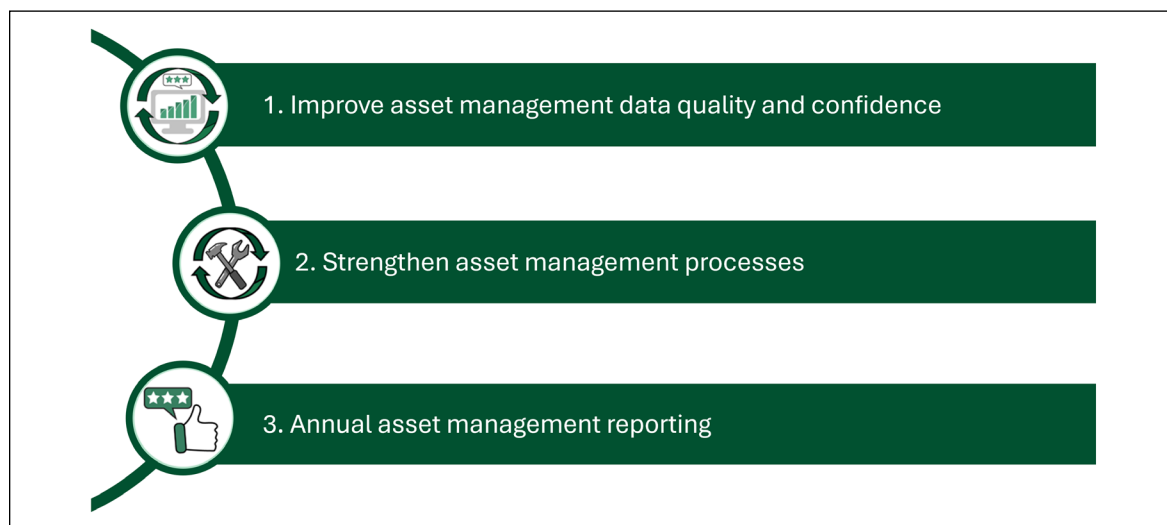 1. Improve asset management data quality and confidence
2. Strengthen asset management processes
3. Annual asset management reporting